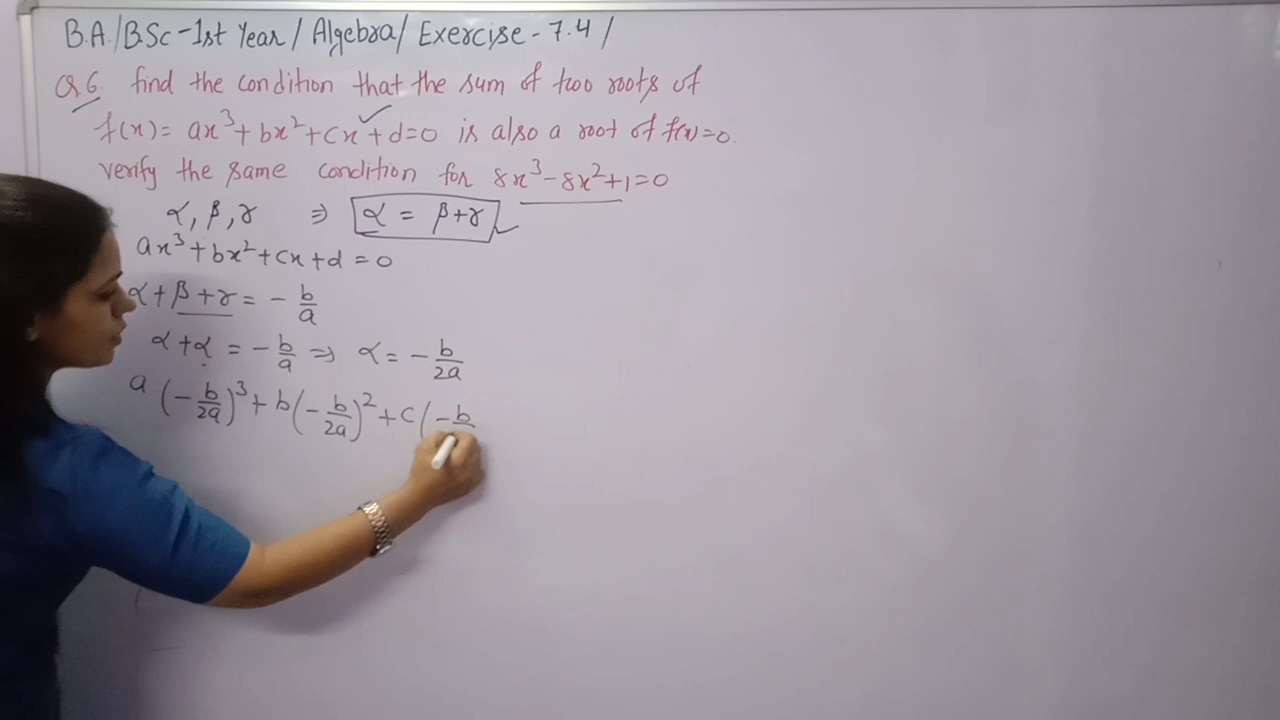 B.A./B.Sc-1st Year/ Algebra/ Exercise-7.4/
Q.6. find the condition that the sum of two roots of
f(x)= ax³+bx²+cx+d=0 is also a root of f(x)=0.
verify the same condition for 8x³-8x²+1=0
α, β, γ ⇒ α = β+γ
ax³+bx²+cx+d=0
α+β+γ = -b/a
α+α = -b/a ⇒ α = -b/2a
a(-b/2a)³+b(-b/2a)²+c(-b